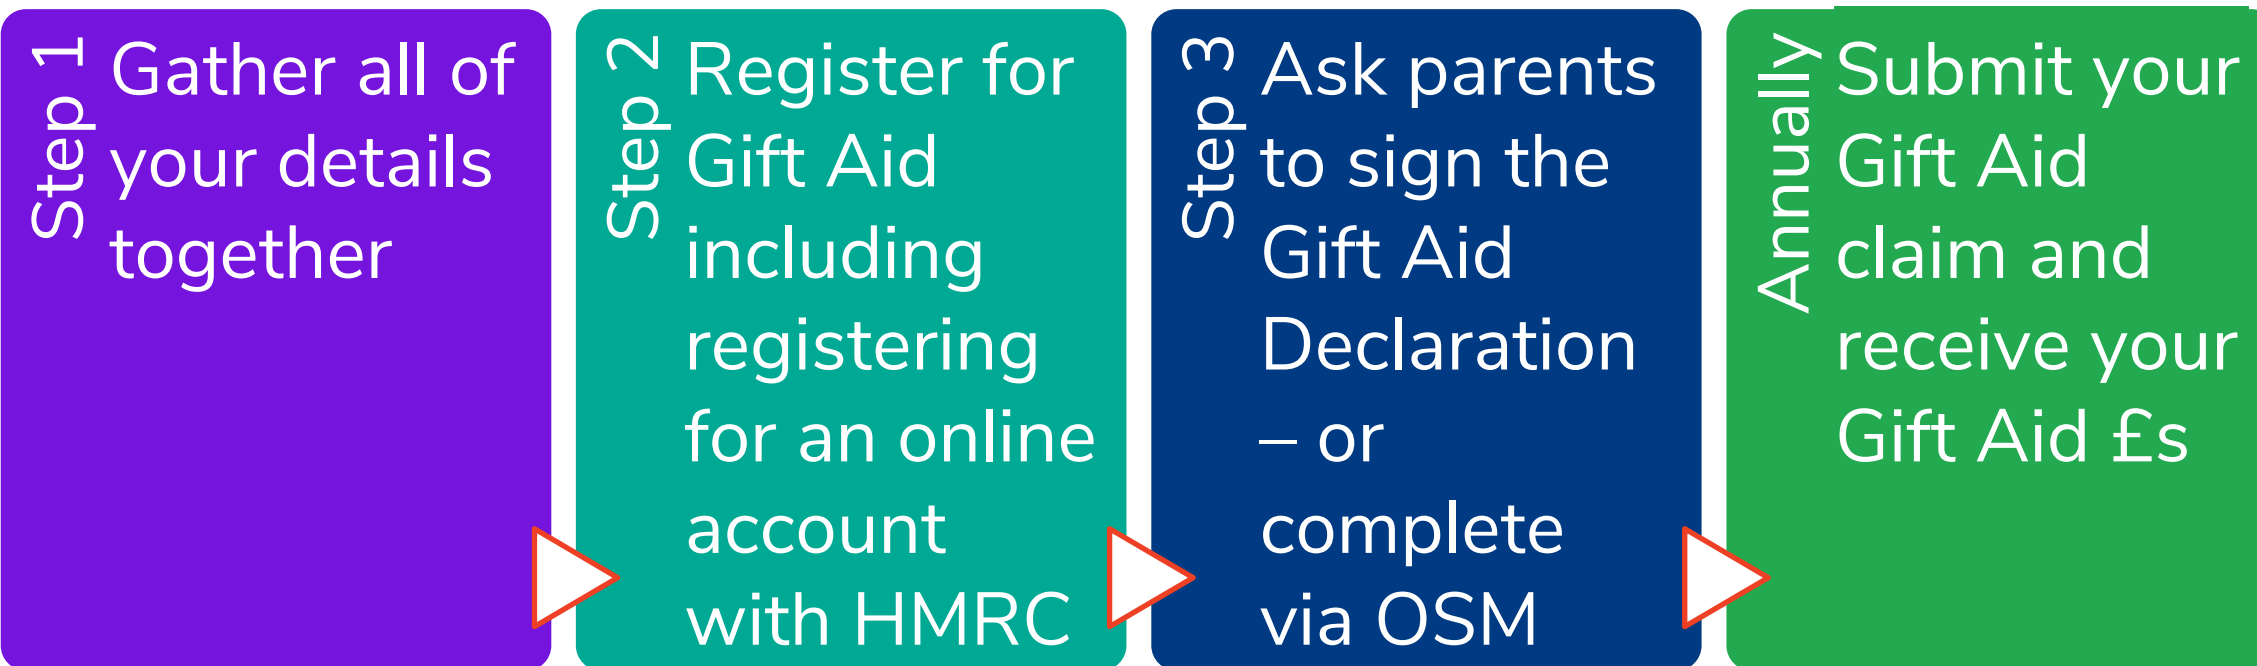 Step 1
Gather all of
your details
together
Step 2
Register for
Gift Aid
including
registering
for an online
account
with HMRC
Step 3
Ask parents
to sign the
Gift Aid
Declaration
– or
complete
via OSM
Annually
Submit your
Gift Aid
claim and
receive your
Gift Aid £s